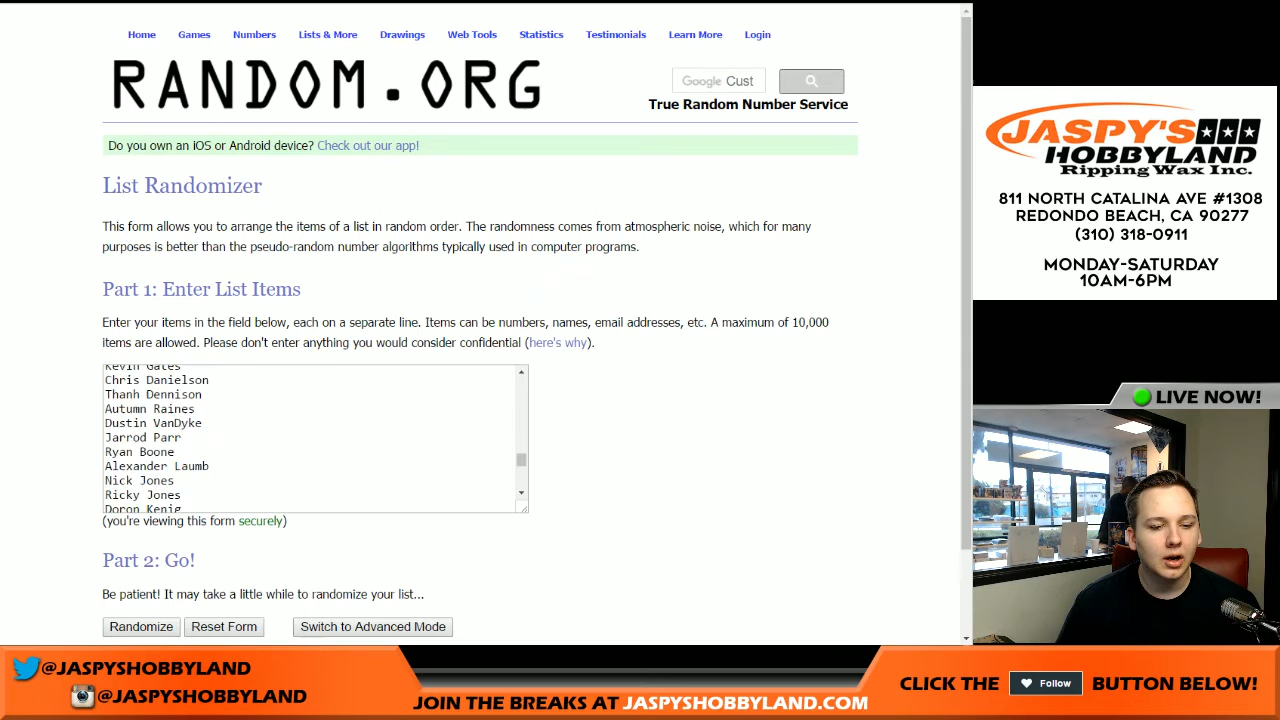 Home Games Numbers Lists & More Drawings Web Tools Statistics Testimonials Learn More Login
RANDOM.ORG
Google Cust
True Random Number Service
Do you own an iOS or Android device? Check out our app!
List Randomizer
This form allows you to arrange the items of a list in random order. The randomness comes from atmospheric noise, which for many
purposes is better than the pseudo-random number algorithms typically used in computer programs.
Part 1: Enter List Items
Enter your items in the field below, each on a separate line. Items can be numbers, names, email addresses, etc. A maximum of 10,000
items are allowed. Please don't enter anything you would consider confidential (here's why).
Kevin Gates
Chris Danielson
Thanh Dennison
Autumn Raines
Dustin VanDyke
Jarrod Parr
Ryan Boone
Alexander Laumb
Nick Jones
Ricky Jones
Doron Kenig
(you're viewing this form securely)
Part 2: Go!
Be patient! It may take a little while to randomize your list...
Randomize Reset Form Switch to Advanced Mode
JASPY'S
HOBBYLAND
Ripping Wax Inc.
811 NORTH CATALINA AVE #1308
REDONDO BEACH, CA 90277
(310) 318-0911
MONDAY-SATURDAY
10AM-6PM
LIVE NOW!
@JASPYSHOBBYLAND
@JASPYSHOBBYLAND
JOIN THE BREAKS AT JASPYSHOBBYLAND.COM
CLICK THE Follow BUTTON BELOW!